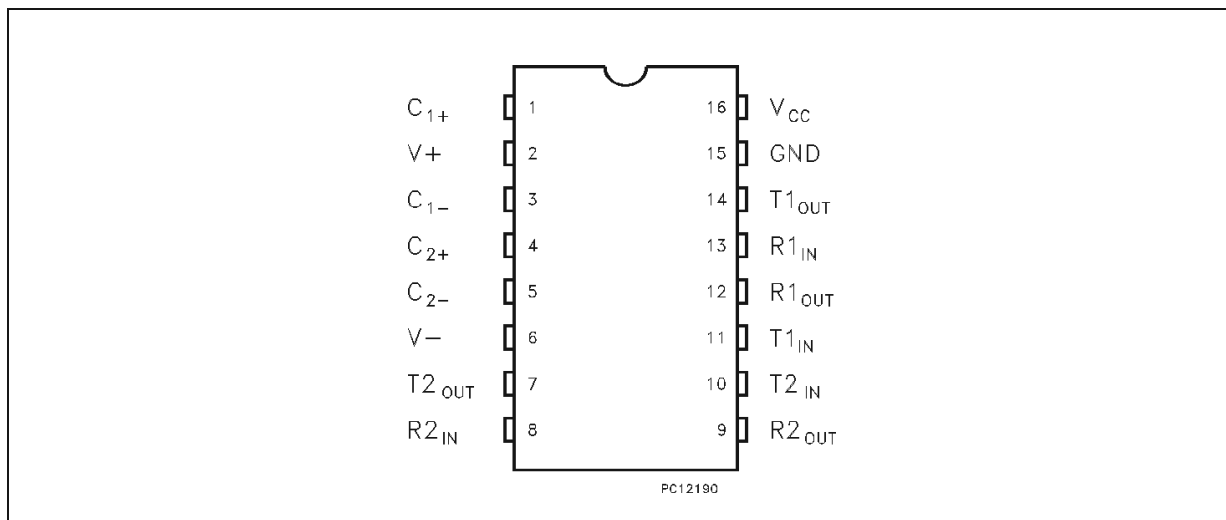 C1+ 1 16 VCC
V+ 2 15 GND
C1− 3 14 T1OUT
C2+ 4 13 R1IN
C2− 5 12 R1OUT
V− 6 11 T1IN
T2OUT 7 10 T2IN
R2IN 8 9 R2OUT
PC12190